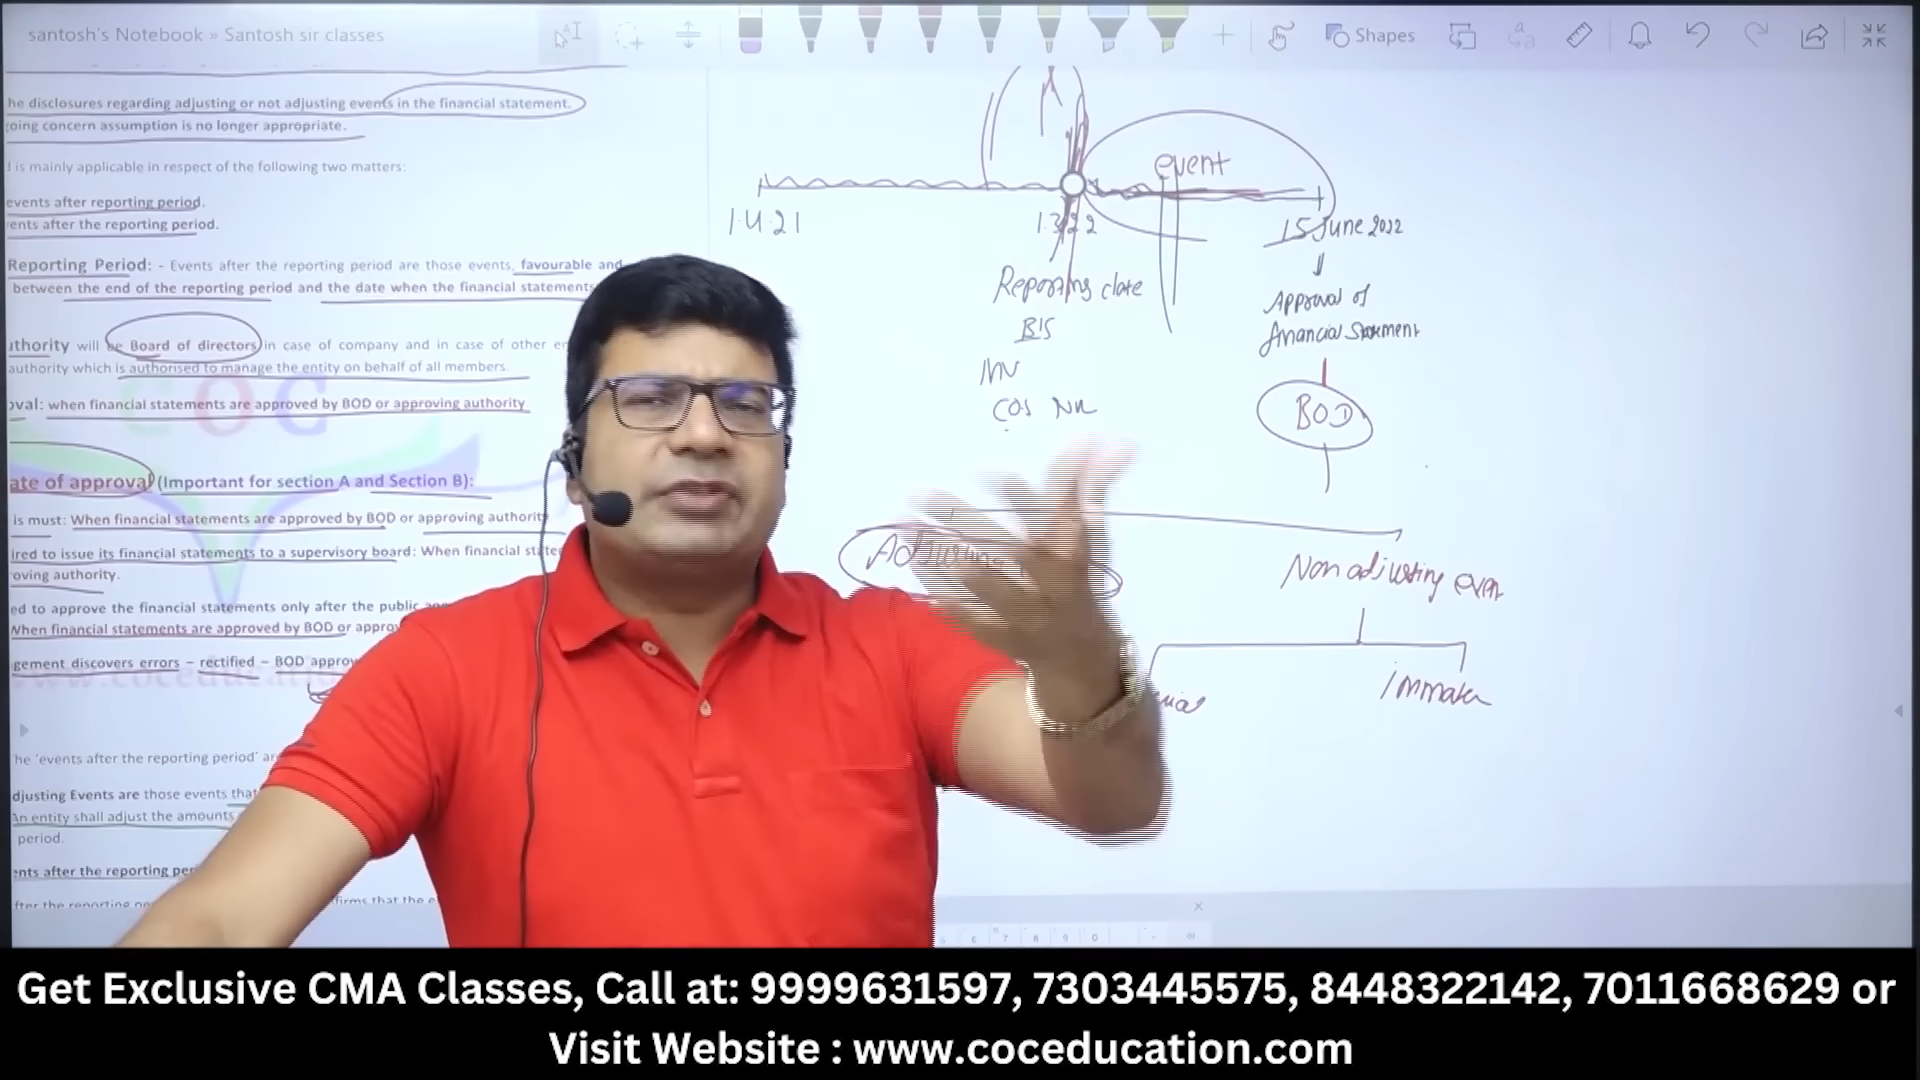 santosh's Notebook » Santosh sir classes
Shapes
he disclosures regarding adjusting or not adjusting events in the financial statement.
going concern assumption is no longer appropriate.
is mainly applicable in respect of the following two matters:
events after reporting period.
ents after the reporting period.
Reporting Period: - Events after the reporting period are those events, favourable and
between the end of the reporting period and the date when the financial statements
uthority will be Board of directors in case of company and in case of other
authority which is authorised to manage the entity on behalf of all members.
oval: when financial statements are approved by BOD or approving authority
COC
ate of approval (Important for section A and Section B):
is must: When financial statements are approved by BOD or approving authority
ired to issue its financial statements to a supervisory board: When financial
oving authority.
ed to approve the financial statements only after the public
When financial statements are approved by BOD or
gement discovers errors – rectified – BOD
he 'events after the reporting period'
djusting Events are those events that
An entity shall adjust the amounts
period.
ents after the reporting
fter the reporting
firms that the
event
1.4.21
15 June 2022
Reporting date
B/S
Approval of
financial statement
BOD
Adjusting
Non adjusting event
Get Exclusive CMA Classes, Call at: 9999631597, 7303445575, 8448322142, 7011668629 or
Visit Website : www.coceducation.com